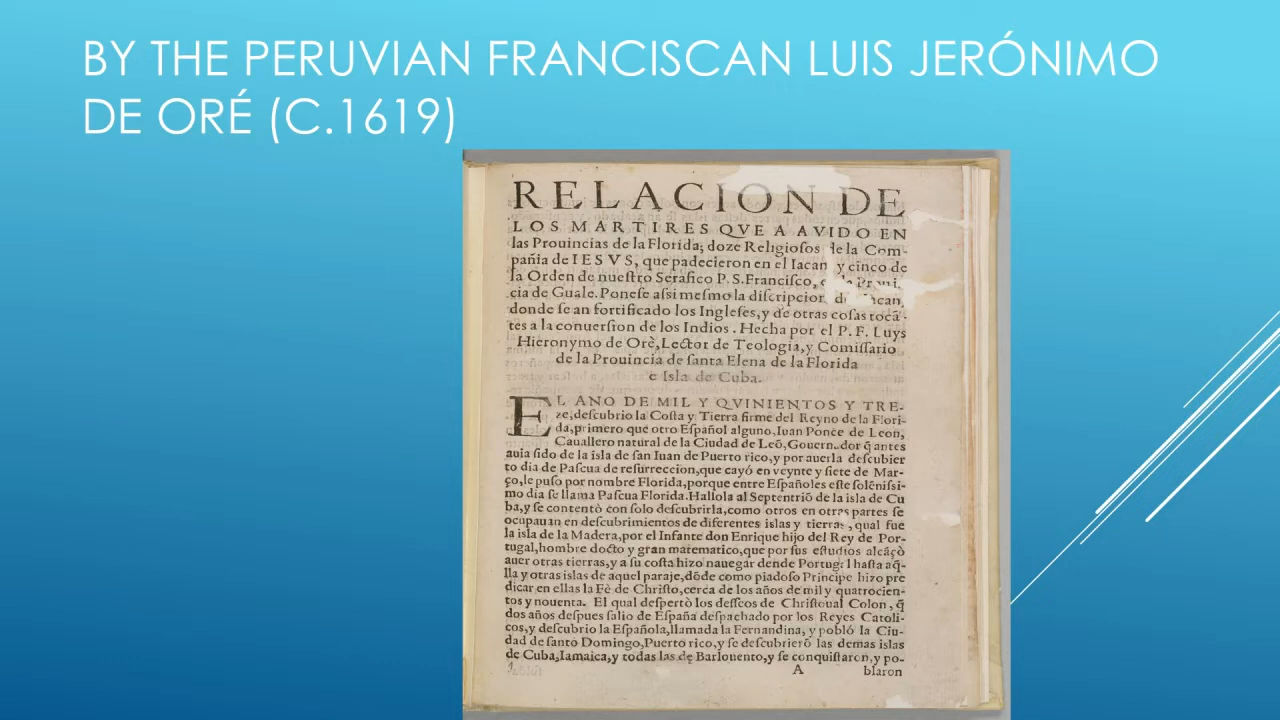 BY THE PERUVIAN FRANCISCAN LUIS JERÓNIMO
DE ORÉ (C.1619)
RELACION DE
LOS MARTIRES QVE A AVIDO EN
las Prouincias de la Florida; doze Religioſos de la Com-
pañia de IESVS, que padecieron en el Iacan y cinco de
la Orden de nueſtro Serafico P.S.Franciſco, la Proui
cia de Guale. Poneſe aſsi meſmo la diſcripcion de Iacan,
donde ſe an fortificado los Ingleſes, y de otras coſas tocã-
tes a la conuerſion de los Indios. Hecha por el P. F. Luys
Hieronymo de Orè, Lector de Teologia, y Comiſſario
de la Prouincia de ſanta Elena de la Florida
e Isla de Cuba.
EL ANO DE MIL Y QVINIENTOS Y TRE-
ze, deſcubrio la Coſta y Tierra firme del Reyno de la Flori-
da, primero que otro Eſpañol alguno, Iuan Ponce de Leon,
Cauallero natural de la Ciudad de Leõ, Gouern dor q̃ antes
auia ſido de la isla de ſan Iuan de Puerto rico, y por auerla deſcubier
to dia de Paſcua de reſurreccion, que cayó en veynte y ſiete de Mar-
ço, le puſo por nombre Florida, porque entre Eſpañoles eſte ſolẽniſsi-
mo dia ſe llama Paſcua Florida. Hallola al Septentriõ de la isla de Cu
ba, y ſe contentò con ſolo deſcubrirla, como otros en otras partes ſe
ocupauan en deſcubrimientos de diferentes islas y tierras, qual fue
la isla de la Madera, por el Infante don Enrique hijo del Rey de Por-
tugal, hombre docto y gran matematico, que por ſus eſtudios alcãçò
auer otras tierras, y a ſu coſta hizo nauegar dende Portugal haſta aq̃-
lla y otras islas de aquel paraje, dõde como piadoſo Principe hizo pre
dicar en ellas la Fè de Chriſto, cerca de los años de mil y quatrocien-
tos y nouenta. El qual deſpertò los deſſeos de Chriſtoual Colon, q̃
dos años deſpues ſalio de Eſpaña deſpachado por los Reyes Catoli-
cos, y deſcubrio la Eſpañola, llamada la Fernandina, y pobló la Ciu-
dad de ſanto Domingo, Puerto rico, y ſe deſcubrierõ las demas islas
de Cuba, Iamaica, y todas las de Barlouento, y ſe conquiſtaron, y po-
A blaron